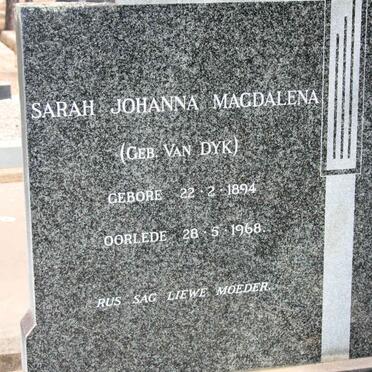 SARAH JOHANNA MAGDALENA
(GEB. VAN DYK)
GEBORE 22·2·1894
OORLEDE 28·5·1968.
RUS SAG LIEWE MOEDER.